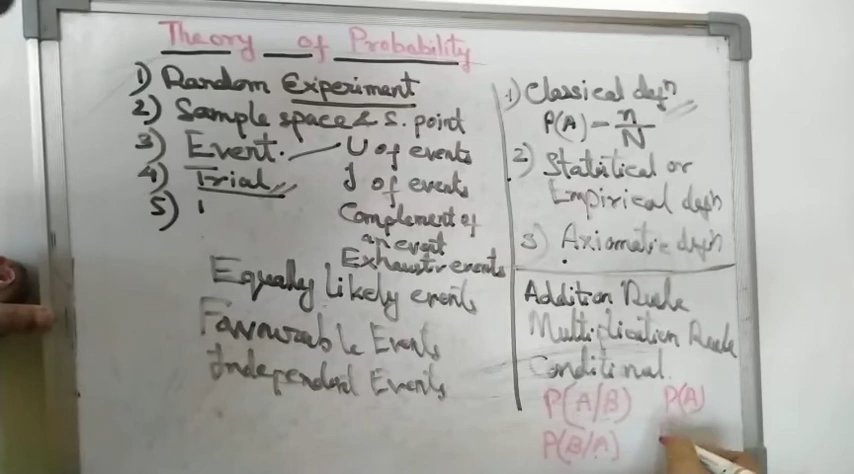 Theory of Probability
1) Random Experiment
2) Sample space & S. point
3) Event. U of events
4) Trial I of events
5) 1
Complement of
an event
Exhaustv events
Equally likely events
Favourable Events
Independent Events
1) Classical defn
P(A) = n/N
2) Statistical or
Empirical defn
3) Axiomatic defn
Addition Rule
Multiplication Rule
Conditional.
P(A/B) P(A)
P(B/A)